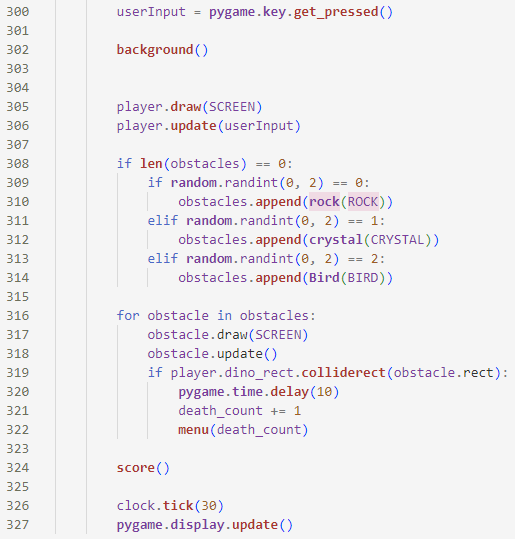 300 userInput = pygame.key.get_pressed()
301
302 background()
303
304
305 player.draw(SCREEN)
306 player.update(userInput)
307
308 if len(obstacles) == 0:
309 if random.randint(0, 2) == 0:
310 obstacles.append(rock(ROCK))
311 elif random.randint(0, 2) == 1:
312 obstacles.append(crystal(CRYSTAL))
313 elif random.randint(0, 2) == 2:
314 obstacles.append(Bird(BIRD))
315
316 for obstacle in obstacles:
317 obstacle.draw(SCREEN)
318 obstacle.update()
319 if player.dino_rect.colliderect(obstacle.rect):
320 pygame.time.delay(10)
321 death_count += 1
322 menu(death_count)
323
324 score()
325
326 clock.tick(30)
327 pygame.display.update()